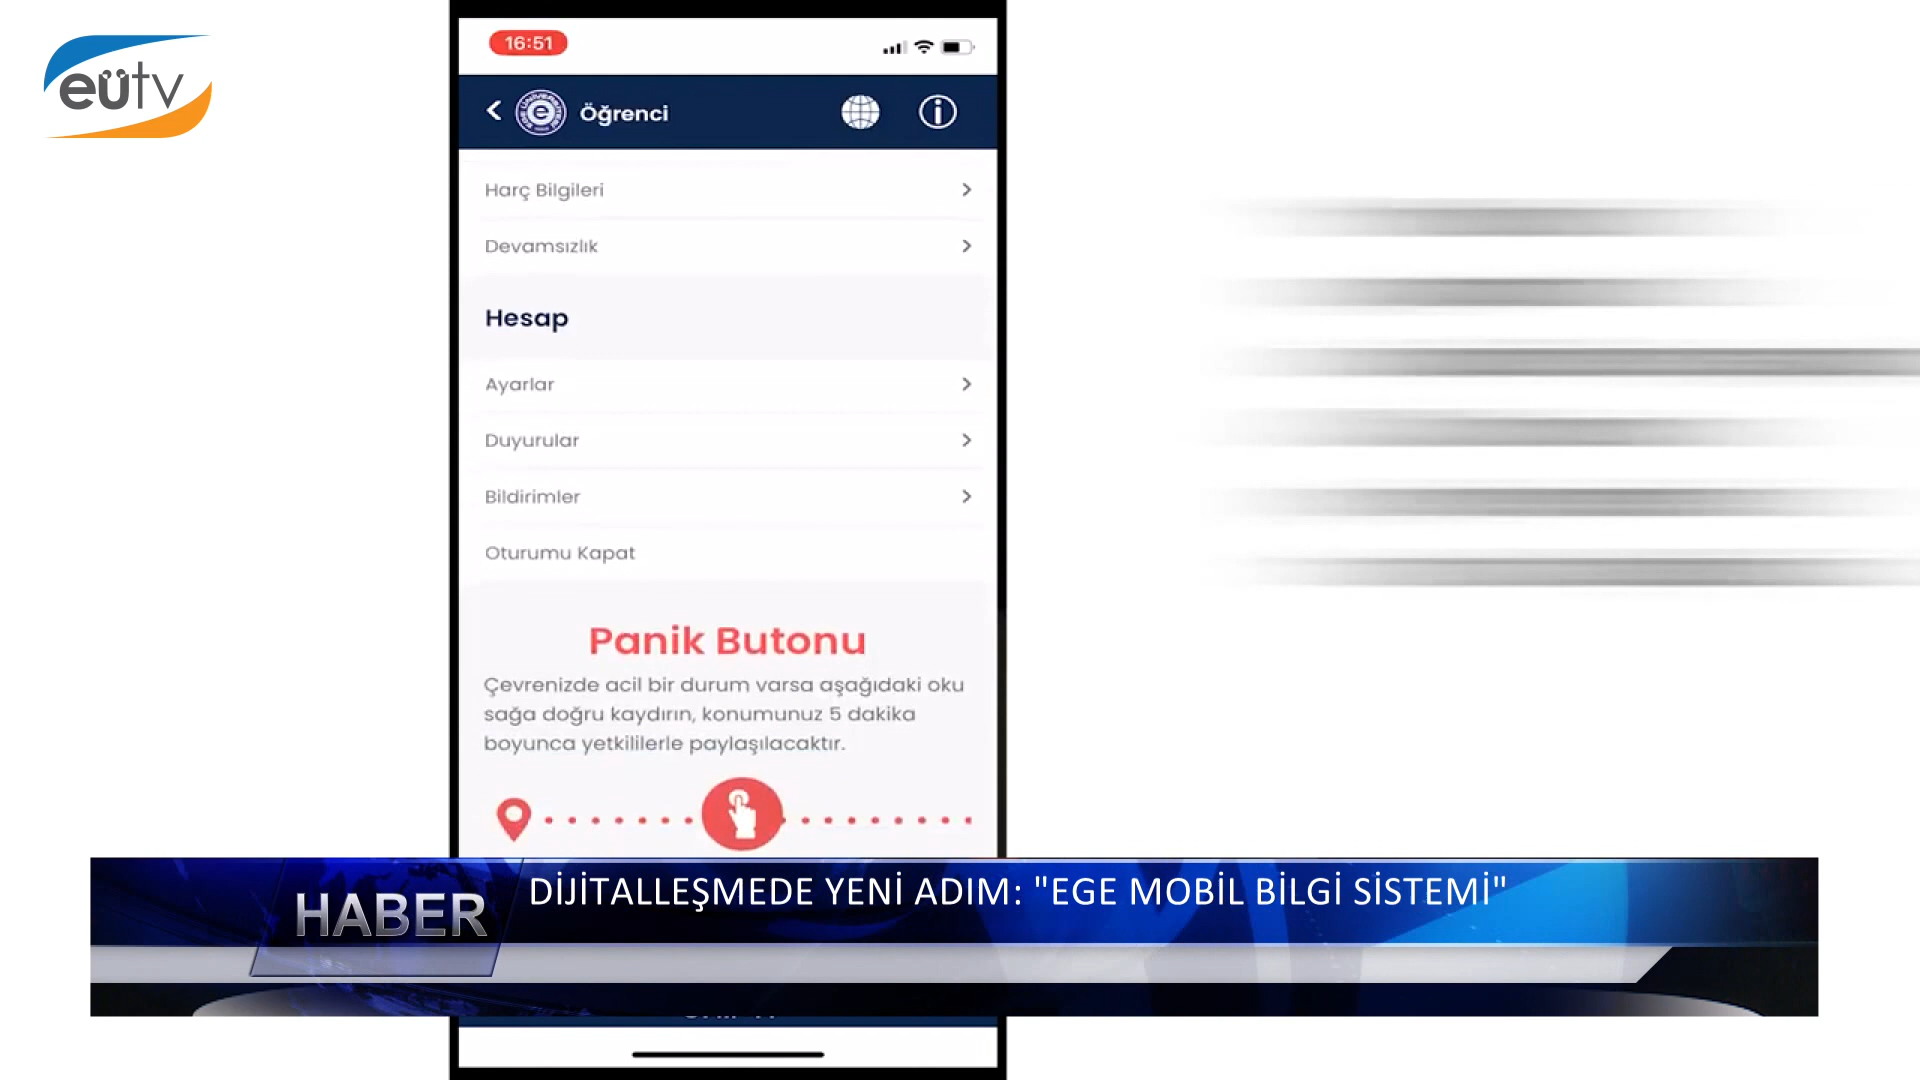 eütv
16:51
Öğrenci
Harç Bilgileri
Devamsızlık
Hesap
Ayarlar
Duyurular
Bildirimler
Oturumu Kapat
Panik Butonu
Çevrenizde acil bir durum varsa aşağıdaki oku
sağa doğru kaydırın, konumunuz 5 dakika
boyunca yetkililerle paylaşılacaktır.
HABER
DİJİTALLEŞMEDE YENİ ADIM: "EGE MOBİL BİLGİ SİSTEMİ"